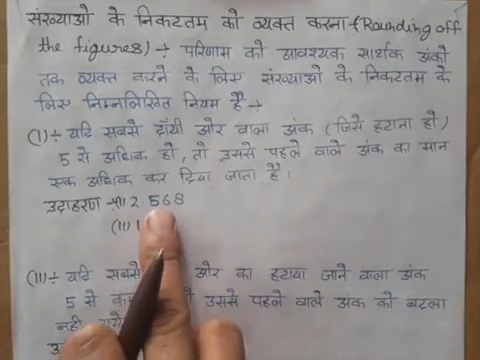 संख्याओ के निकटतम को व्यक्त करना÷(Rounding off
the figures)÷ परिणाम को आवश्यक सार्थक अंको
तक व्यक्त करने के लिए संख्याओ के निकटतम के
लिए निम्नलिखित नियम है→
(I)÷ यदि सबसे दाँयी ओर वाला अंक (जिसे हटाना हो)
5 से अधिक हो, तो उससे पहले वाले अंक का मान
एक अधिक कर दिया जाता है।
उदाहरण (I) 2.568
(II) 1
(II)÷ यदि सबसे ओर का हटाया जाने वाला अंक
5 से उससे पहले वाले अंक को बदला
नही